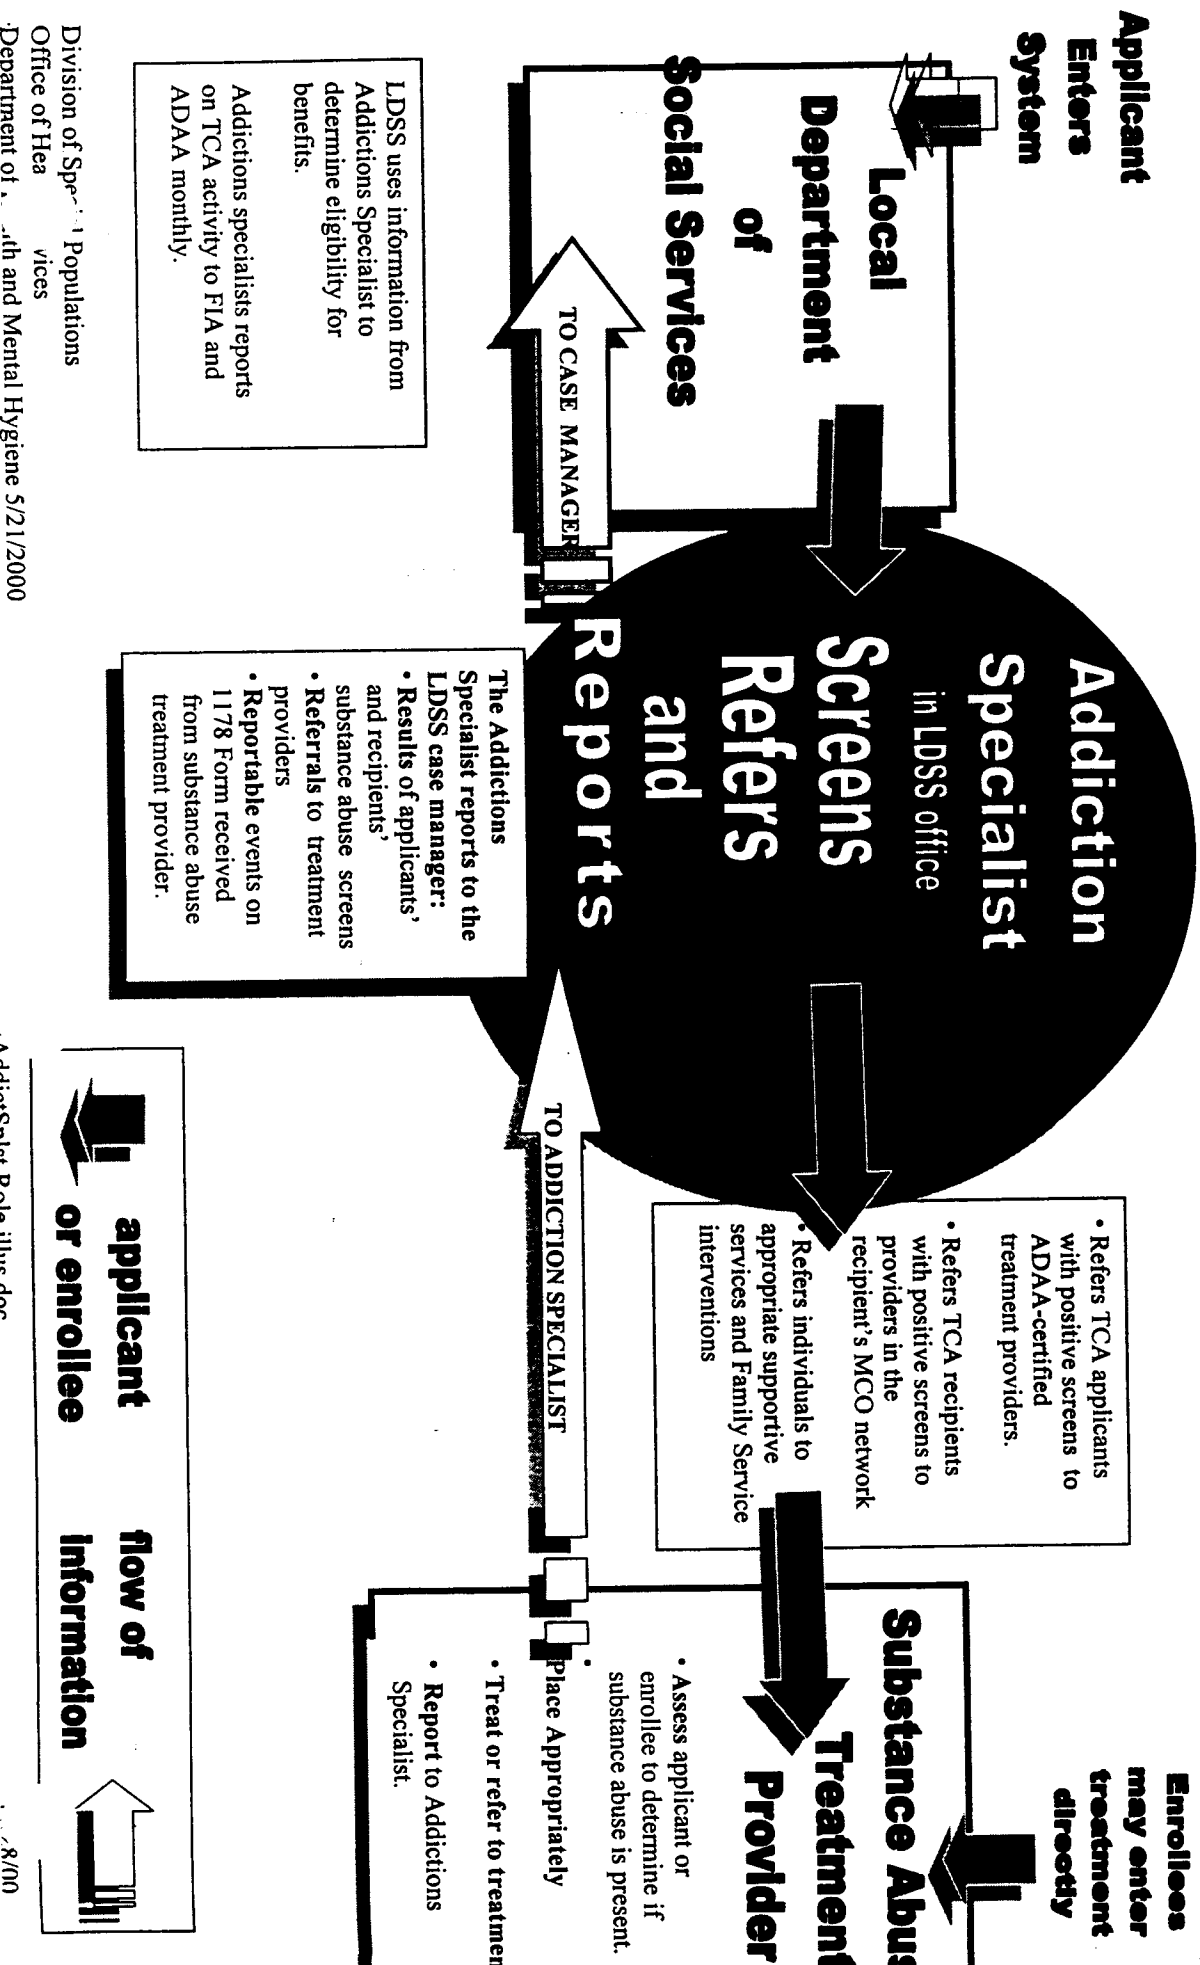 Applicant
Enters
System
Local
Department
of
Social Services
TO CASE MANAGER
LDSS uses information from
Addictions Specialist to
determine eligibility for
benefits.
Addictions specialists reports
on TCA activity to FIA and
ADAA monthly.
Addiction
Specialist
in LDSS office
Screens
Refers
and
Reports
The Addictions
Specialist reports to the
LDSS case manager:
• Results of applicants'
and recipients'
substance abuse screens
• Referrals to treatment
providers
• Reportable events on
1178 Form received
from substance abuse
treatment provider.
• Refers TCA applicants
with positive screens to
ADAA-certified
treatment providers.
• Refers TCA recipients
with positive screens to
providers in the
recipient's MCO network
• Refers individuals to
appropriate supportive
services and Family Service
interventions
TO ADDICTION SPECIALIST
Enrollees
may enter
treatment
directly
Substance Abus
Treatment
Provider
• Assess applicant or
enrollee to determine if
substance abuse is present.
•
Place Appropriately
• Treat or refer to treatmen
• Report to Addictions
Specialist.
applicant
or enrollee
flow of
information
Division of Special Populations
Office of Hea vices
Department of th and Mental Hygiene 5/21/2000
AddictSplst Role illus.doc
8/00